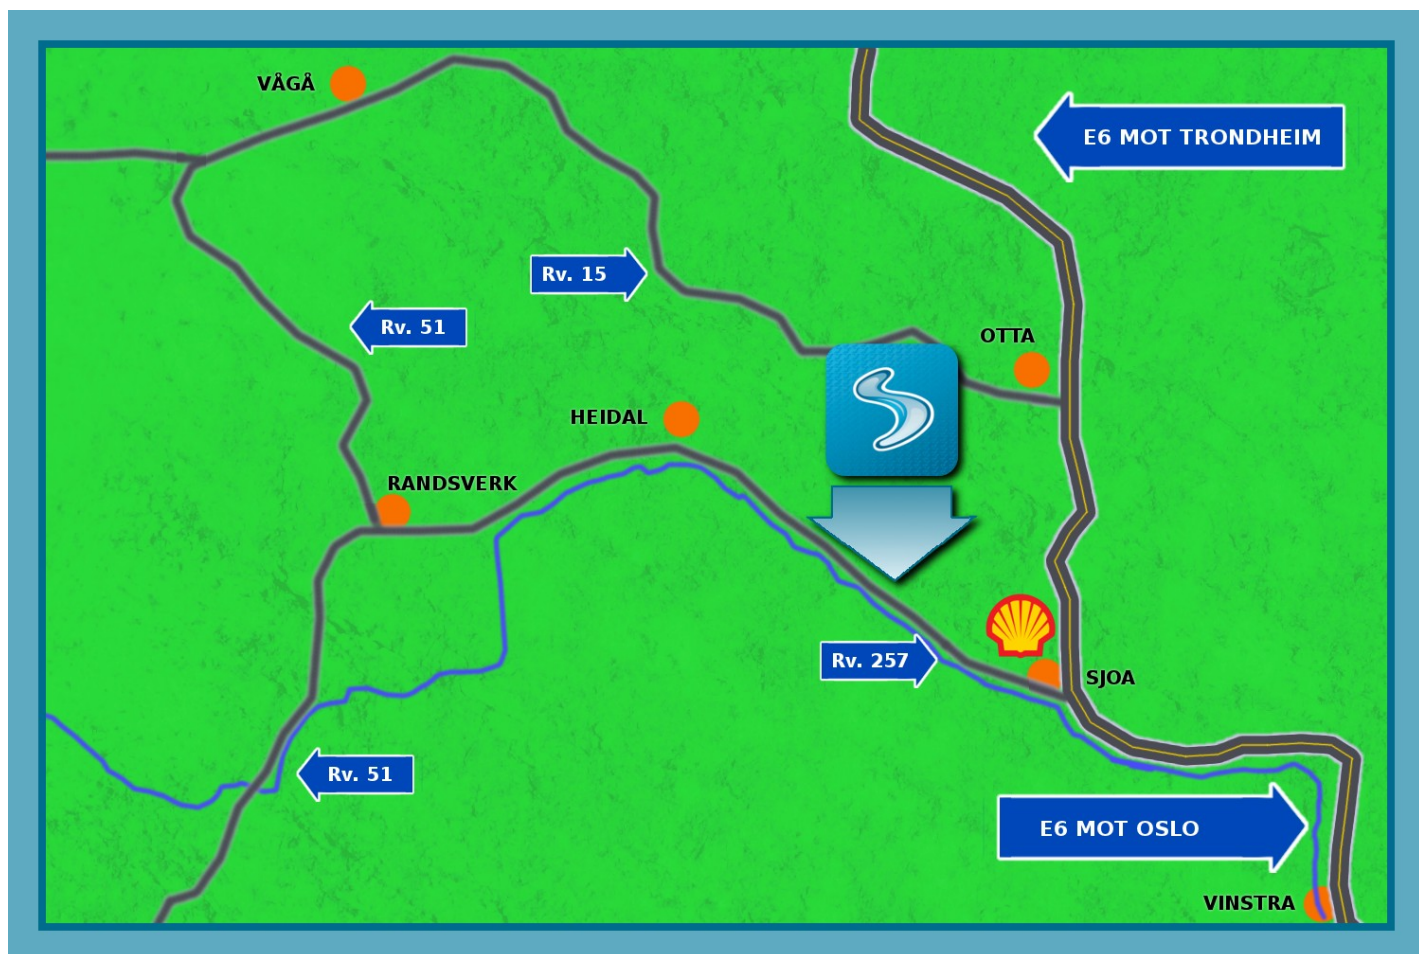 VÅGÅ
E6 MOT TRONDHEIM
Rv. 15
Rv. 51
OTTA
HEIDAL
RANDSVERK
Rv. 257
SJOA
Rv. 51
E6 MOT OSLO
VINSTRA